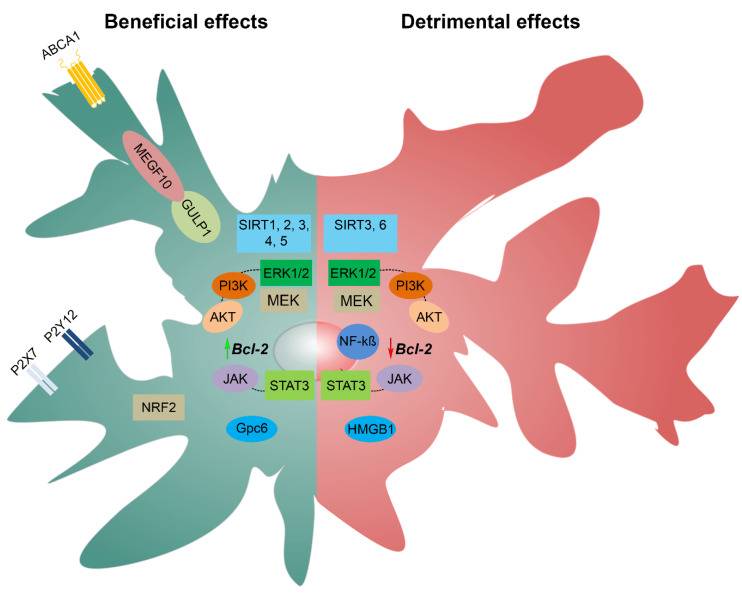 Beneficial effects
Detrimental effects
ABCA1
MEGF10
GULP1
SIRT1, 2, 3,
4, 5
SIRT3, 6
ERK1/2
ERK1/2
PI3K
MEK
MEK
PI3K
AKT
AKT
P2Y12
P2X7
Bcl-2
NF-kß
Bcl-2
JAK
STAT3
STAT3
JAK
NRF2
Gpc6
HMGB1